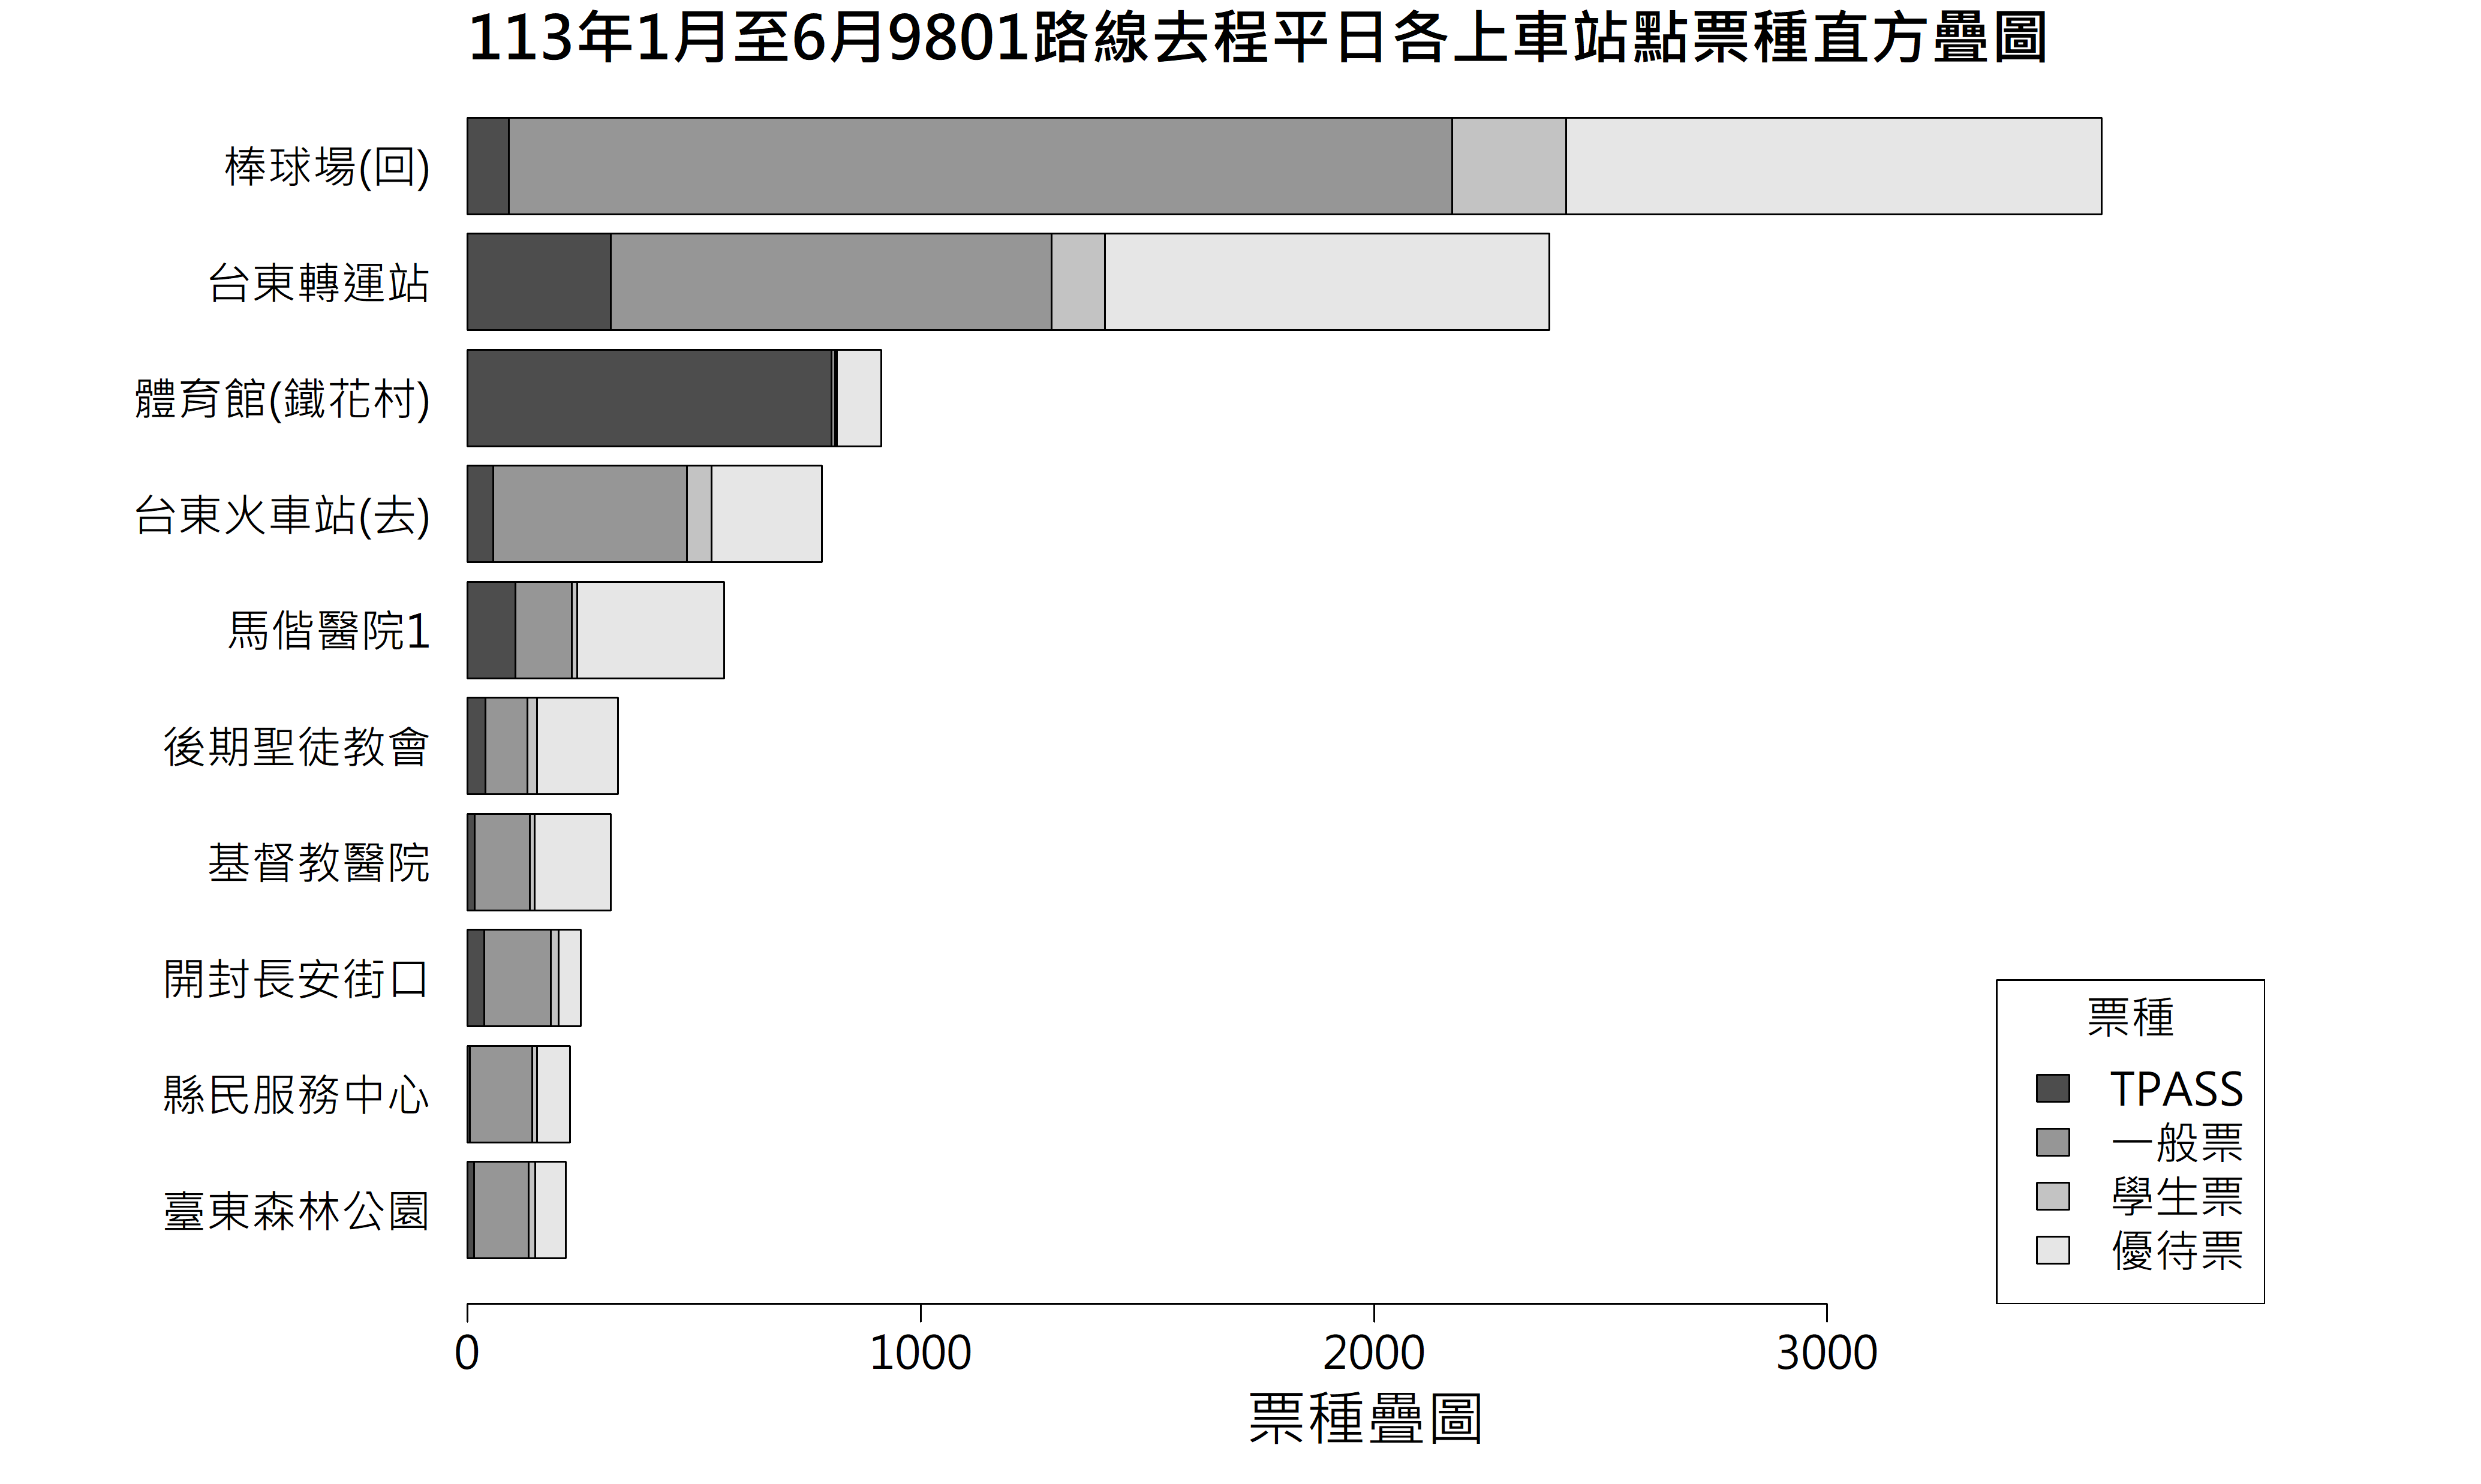 113年1月至6月9801路線去程平日各上車站點票種直方疊圖
棒球場(回)
台東轉運站
體育館(鐵花村)
台東火車站(去)
馬偕醫院1
後期聖徒教會
基督教醫院
開封長安街口
縣民服務中心
臺東森林公園
票種
TPASS
一般票
學生票
優待票
0 1000 2000 3000
票種疊圖